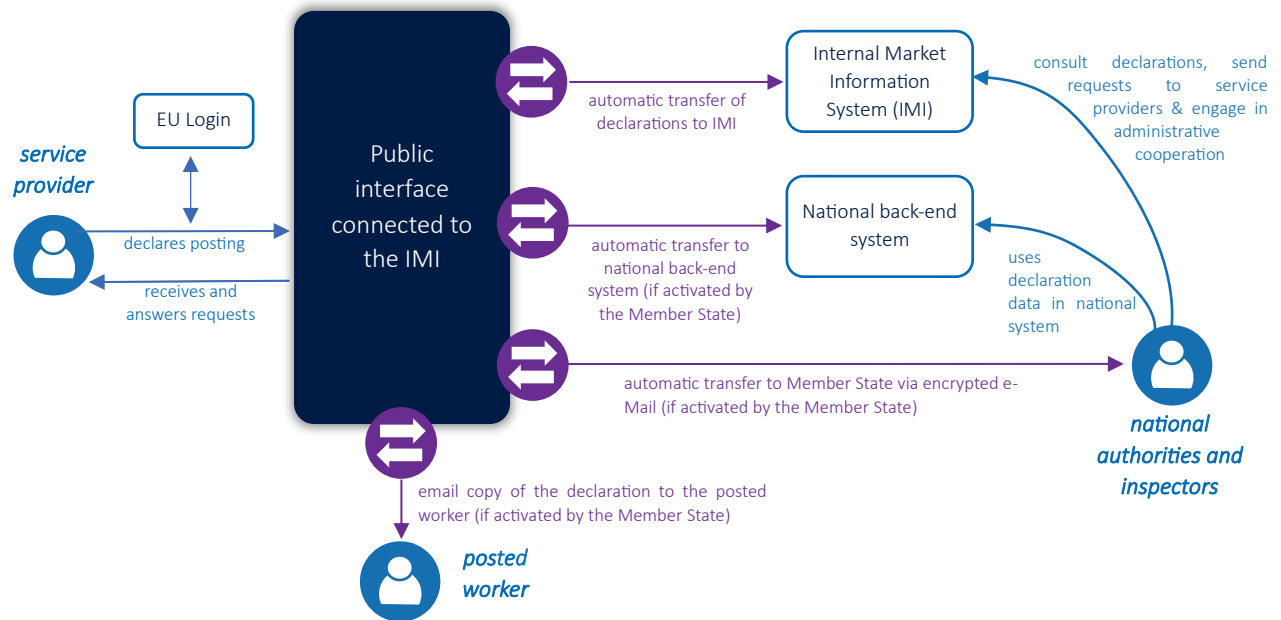 EU Login
service
provider
declares posting
receives and
answers requests
Public
interface
connected to
the IMI
automatic transfer of
declarations to IMI
Internal Market
Information
System (IMI)
consult declarations, send
requests to service
providers & engage in
administrative
cooperation
automatic transfer to
national back-end
system (if activated by
the Member State)
National back-end
system
uses
declaration
data in national
system
automatic transfer to Member State via encrypted e-
Mail (if activated by the Member State)
national
authorities and
inspectors
email copy of the declaration to the posted
worker (if activated by the Member State)
posted
worker